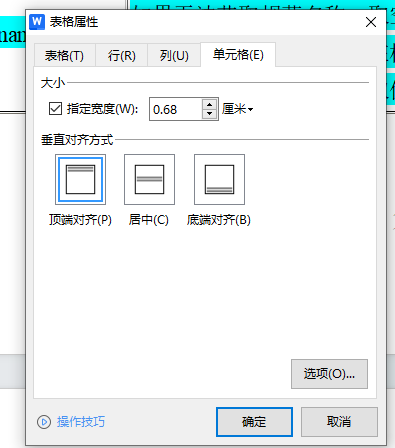 表格属性
表格(T) 行(R) 列(U) 单元格(E)
大小
指定宽度(W): 0.68 厘米
垂直对齐方式
顶端对齐(P) 居中(C) 底端对齐(B)
选项(O)...
操作技巧 确定 取消